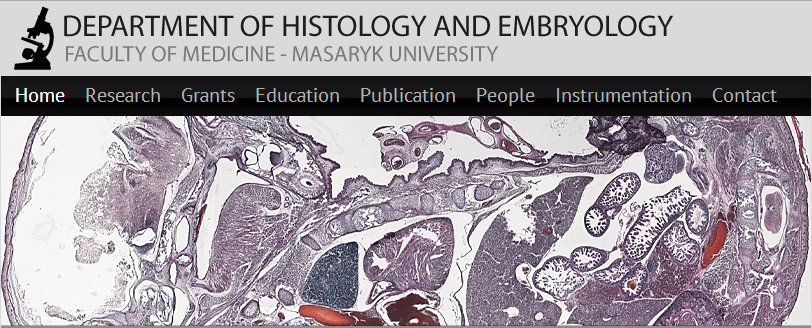 DEPARTMENT OF HISTOLOGY AND EMBRYOLOGY
FACULTY OF MEDICINE - MASARYK UNIVERSITY
Home Research Grants Education Publication People Instrumentation Contact